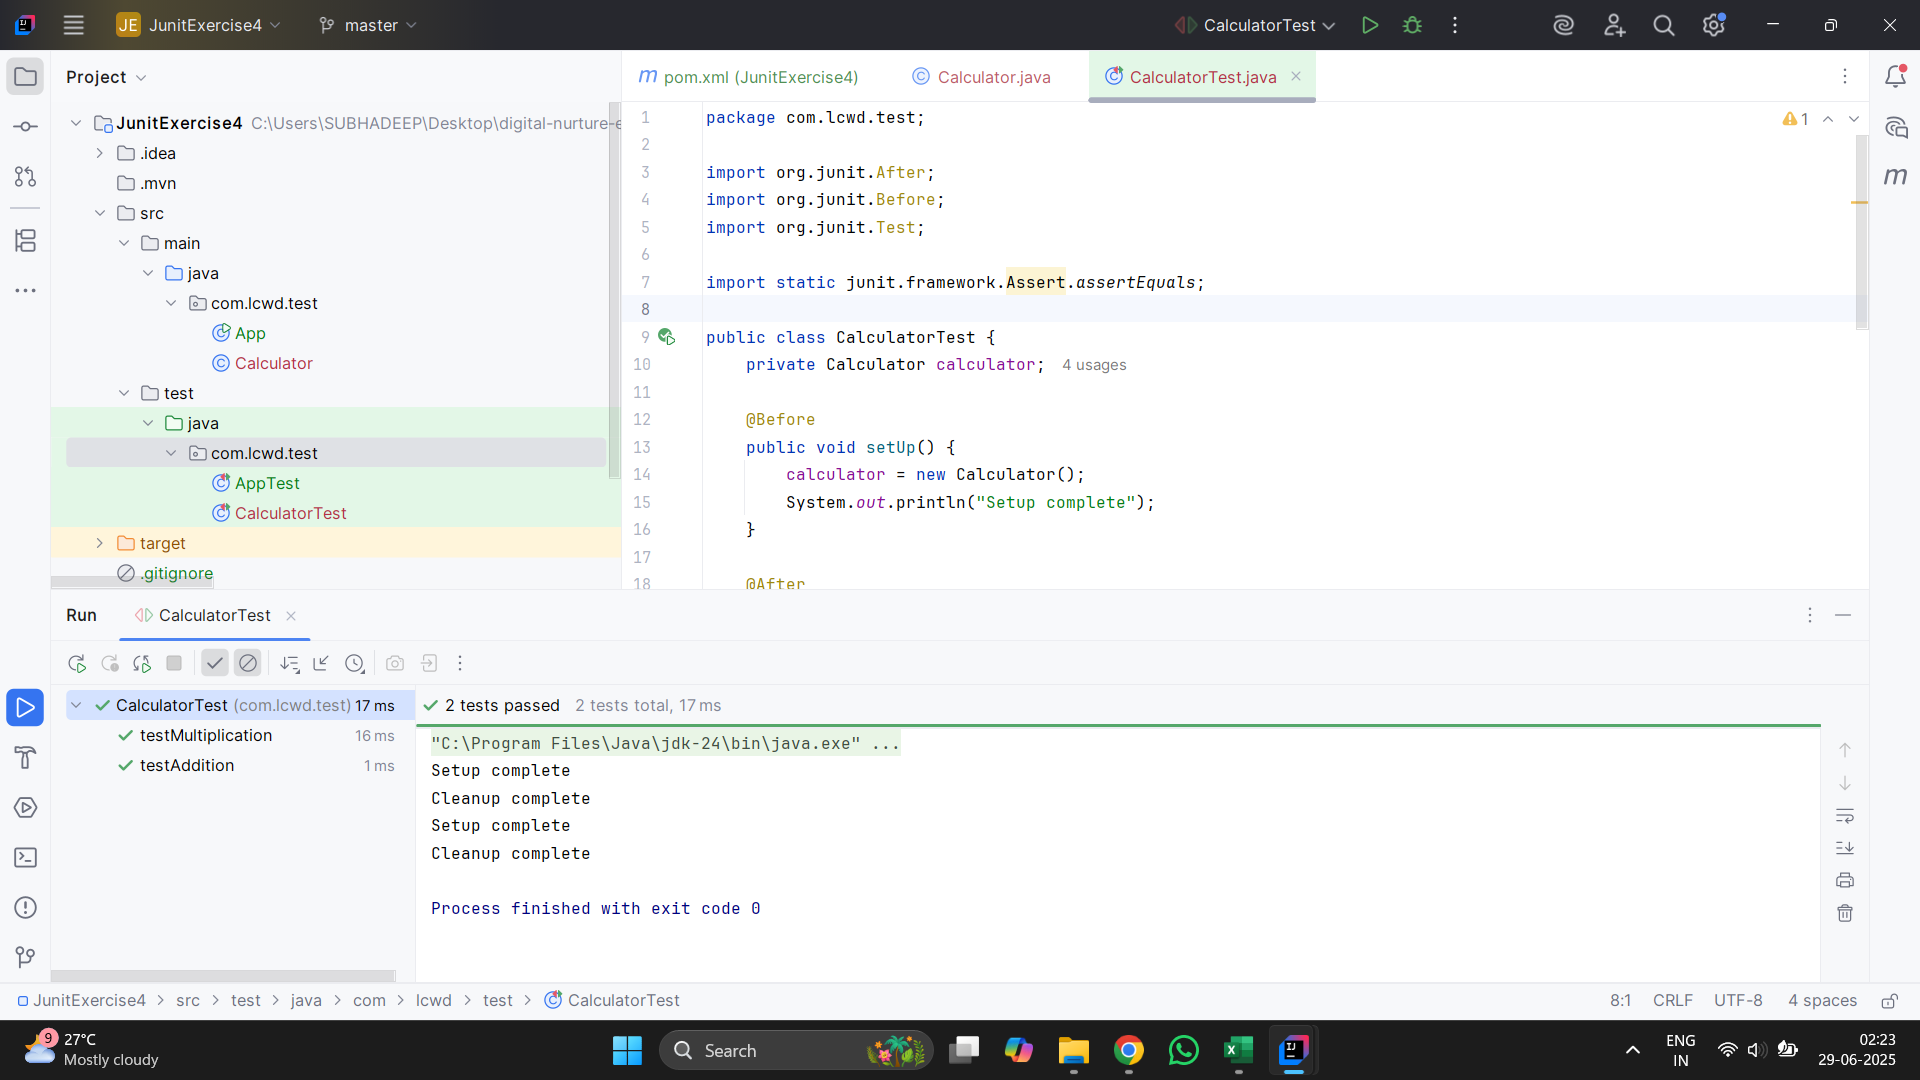 JE JunitExercise4 master CalculatorTest
Project
JunitExercise4 C:\Users\SUBHADEEP\Desktop\digital-nurture-e
.idea
.mvn
src
main
java
com.lcwd.test
App
Calculator
test
java
com.lcwd.test
AppTest
CalculatorTest
target
.gitignore
m pom.xml (JunitExercise4) Calculator.java CalculatorTest.java
1
1 package com.lcwd.test;
2
3 import org.junit.After;
4 import org.junit.Before;
5 import org.junit.Test;
6
7 import static junit.framework.Assert.assertEquals;
8
9 public class CalculatorTest {
10 private Calculator calculator; 4 usages
11
12 @Before
13 public void setUp() {
14 calculator = new Calculator();
15 System.out.println("Setup complete");
16 }
17
18 @After
m
Run CalculatorTest
CalculatorTest (com.lcwd.test) 17 ms
testMultiplication 16 ms
testAddition 1 ms
2 tests passed 2 tests total, 17 ms
"C:\Program Files\Java\jdk-24\bin\java.exe" ...
Setup complete
Cleanup complete
Setup complete
Cleanup complete
Process finished with exit code 0
JunitExercise4 > src > test > java > com > lcwd > test > CalculatorTest
8:1 CRLF UTF-8 4 spaces
9 27°C
Mostly cloudy
Search
ENG
IN
02:23
29-06-2025